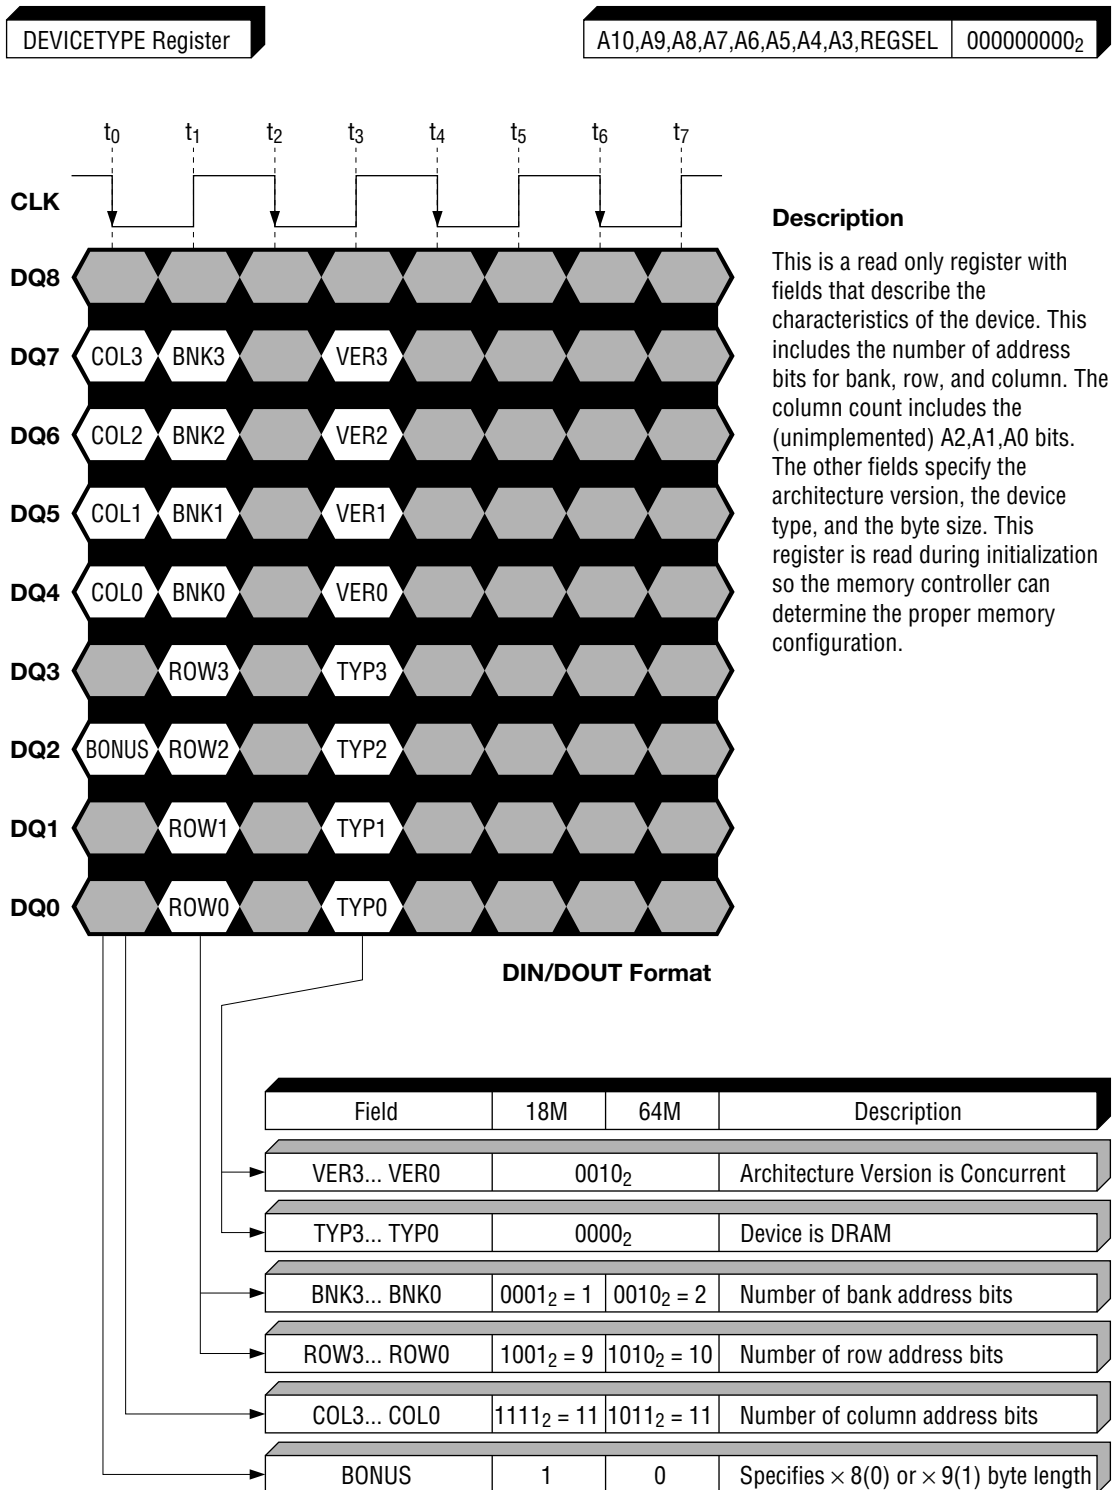 DEVICETYPE Register
A10,A9,A8,A7,A6,A5,A4,A3,REGSEL 000000000₂
t₀ t₁ t₂ t₃ t₄ t₅ t₆ t₇
CLK
DQ8
DQ7 COL3 BNK3 VER3
DQ6 COL2 BNK2 VER2
DQ5 COL1 BNK1 VER1
DQ4 COL0 BNK0 VER0
DQ3 ROW3 TYP3
DQ2 BONUS ROW2 TYP2
DQ1 ROW1 TYP1
DQ0 ROW0 TYP0
DIN/DOUT Format
Description
This is a read only register with
fields that describe the
characteristics of the device. This
includes the number of address
bits for bank, row, and column. The
column count includes the
(unimplemented) A2,A1,A0 bits.
The other fields specify the
architecture version, the device
type, and the byte size. This
register is read during initialization
so the memory controller can
determine the proper memory
configuration.
Field 18M 64M Description
VER3... VER0 0010₂ Architecture Version is Concurrent
TYP3... TYP0 0000₂ Device is DRAM
BNK3... BNK0 0001₂ = 1 0010₂ = 2 Number of bank address bits
ROW3... ROW0 1001₂ = 9 1010₂ = 10 Number of row address bits
COL3... COL0 1111₂ = 11 1011₂ = 11 Number of column address bits
BONUS 1 0 Specifies × 8(0) or × 9(1) byte length